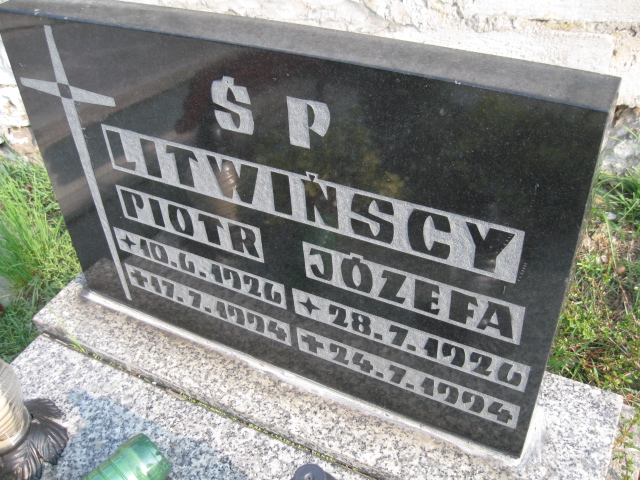 Ś P
LITWIŃSCY
PIOTR JÓZEFA
10.6.1926 28.7.1926
17.7.1994 24.7.1994